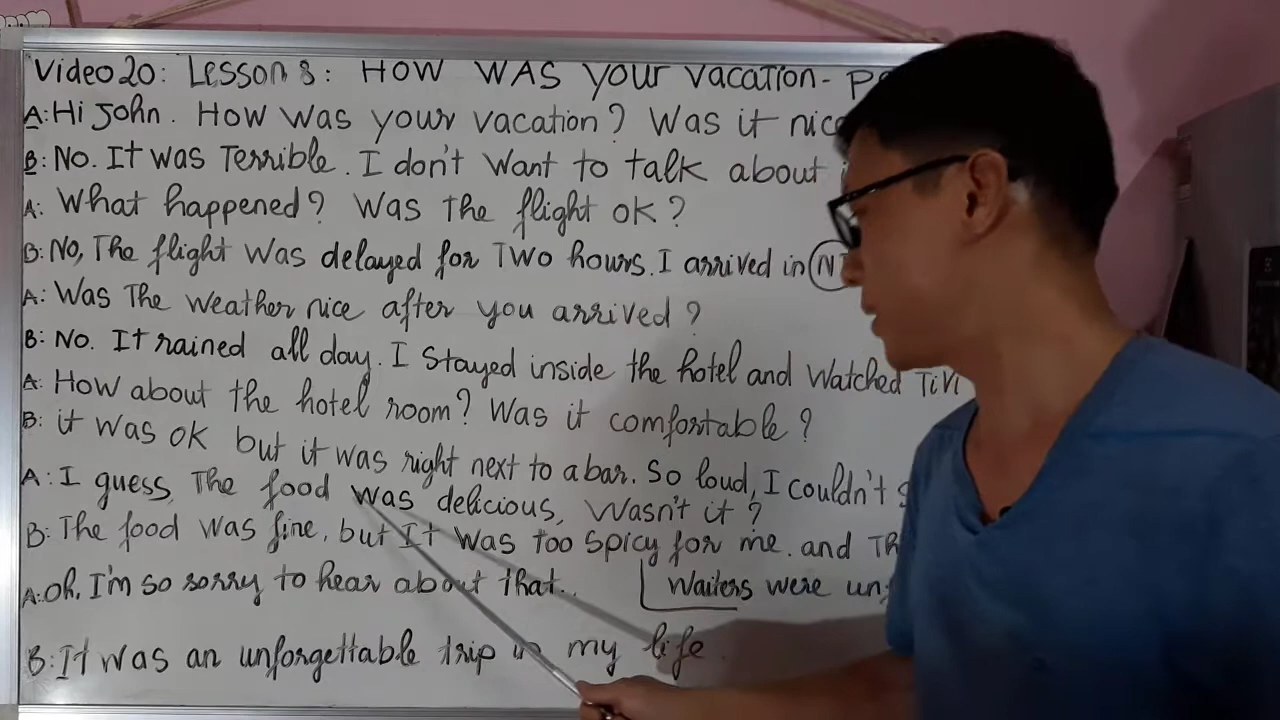 Video 20: Lesson 8: HOW WAS your vacation-
A: Hi John. How was your vacation? Was it nice
B: No. It was Terrible. I don't want to talk about
A: What happened? Was the flight ok?
B: No, The flight was delayed for Two hours. I arrived in
A: Was The weather nice after you arrived?
B: No. It rained all day. I stayed inside the hotel and watched TiVi
A: How about the hotel room? Was it comfortable?
B: it was ok but it was right next to a bar. So loud, I couldn't
A: I guess, The food was delicious, wasn't it?
B: The food was fine, but It was too spicy for me. and
Waiters were
A: Oh, I'm so sorry to hear about that..
B: It was an unforgettable trip in my life.